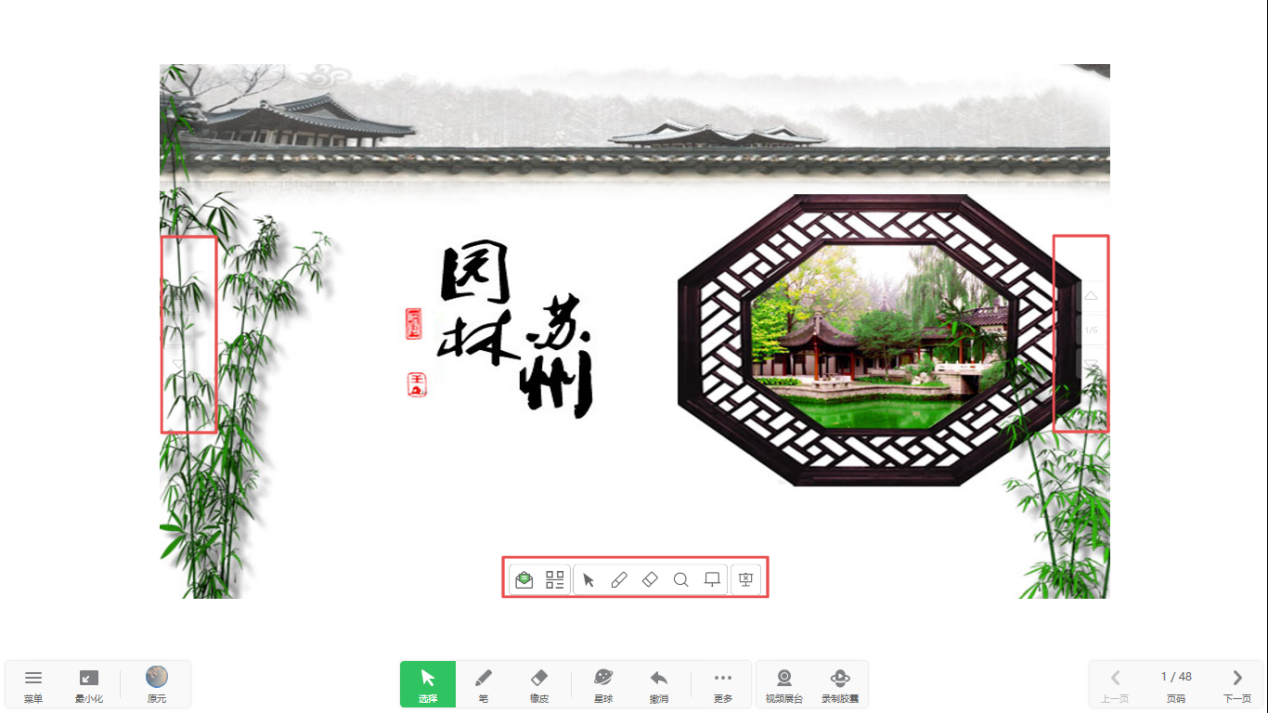 苏州
园林
1/6
菜单
最小化
原元
选择
笔
橡皮
星球
撤消
更多
视频展台
录制胶囊
上一页
1 / 48
页码
下一页